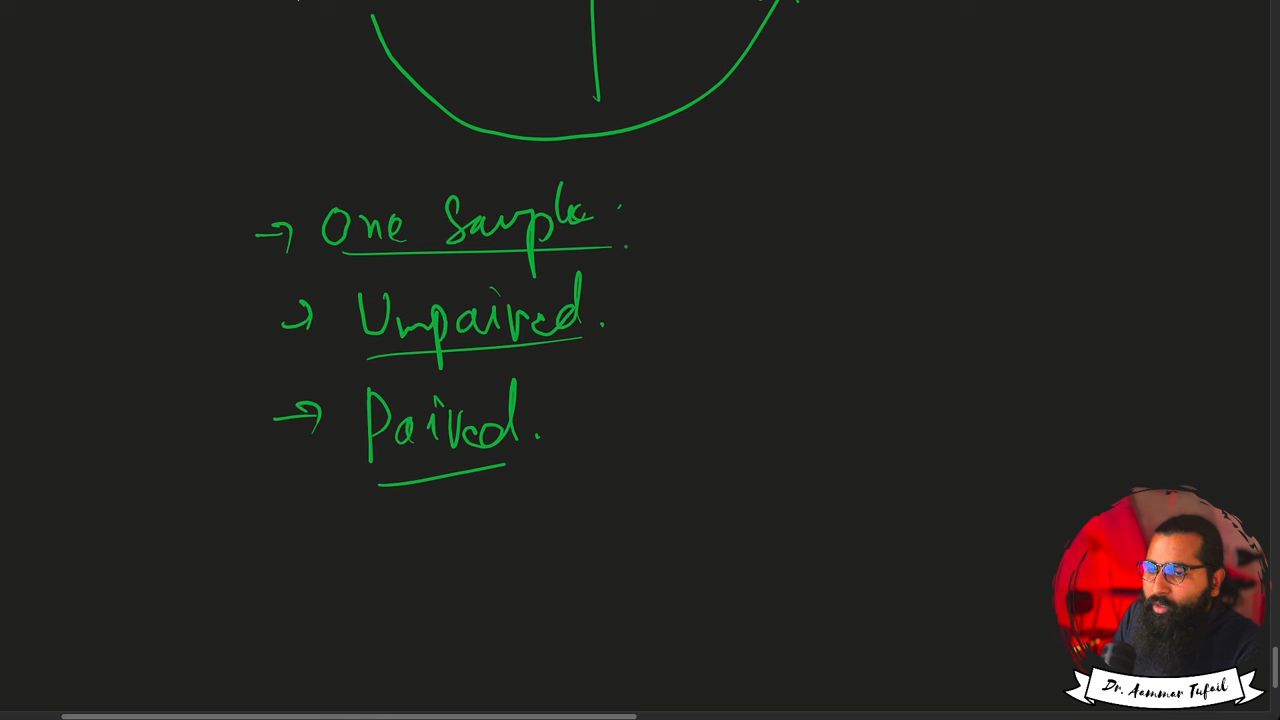 → One Sample.
→ Unpaired.
→ Paired.
Dr. Aammar Tufail